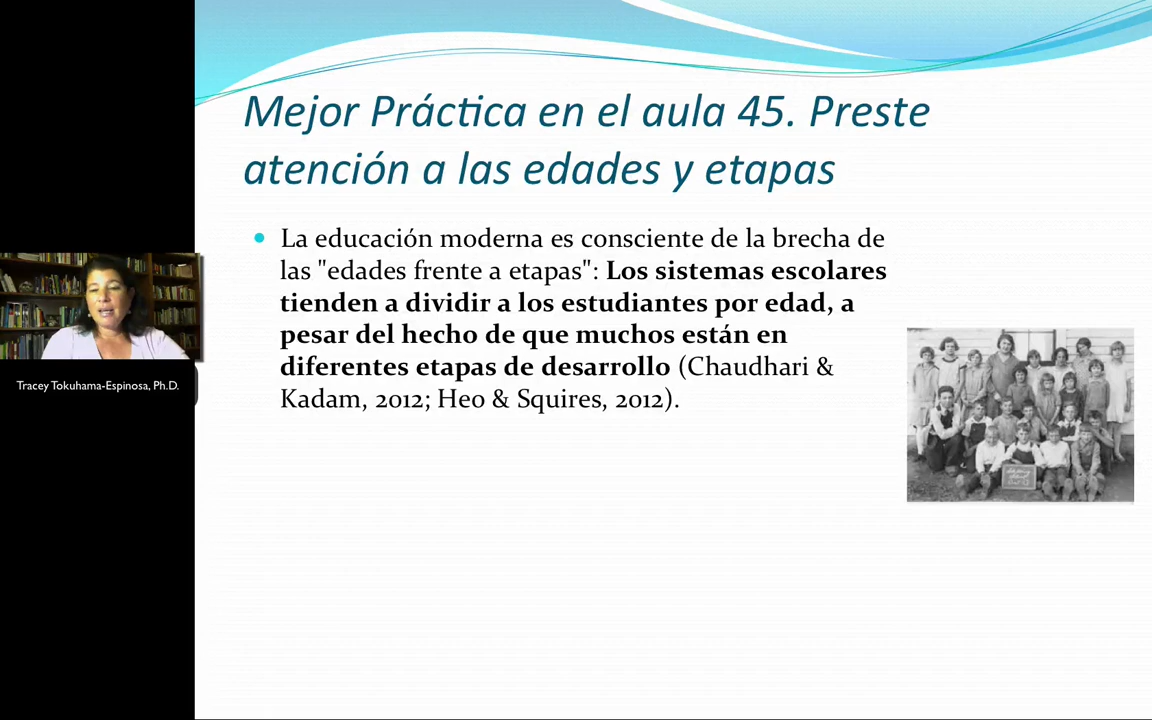 Mejor Práctica en el aula 45. Preste
atención a las edades y etapas
La educación moderna es consciente de la brecha de
las "edades frente a etapas": Los sistemas escolares
tienden a dividir a los estudiantes por edad, a
pesar del hecho de que muchos están en
diferentes etapas de desarrollo (Chaudhari &
Kadam, 2012; Heo & Squires, 2012).
Tracey Tokuhama-Espinosa, Ph.D.